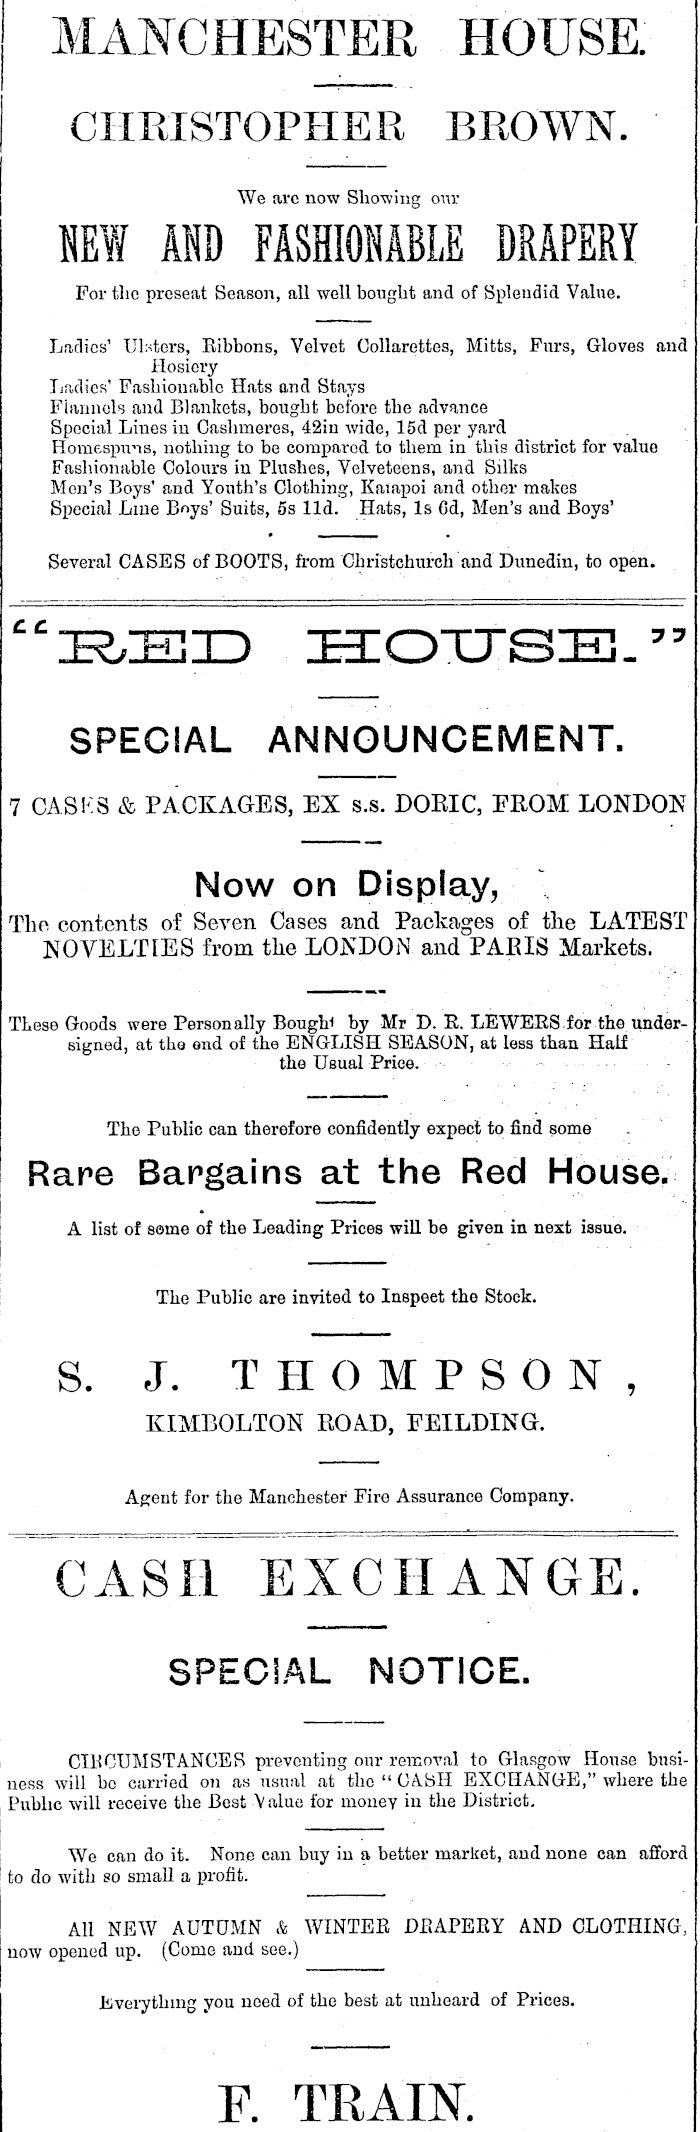 MANCHESTER HOUSE.
CHRISTOPHER BROWN.
We are now Showing our
NEW AND FASHIONABLE DRAPERY
For the preseat Season, all well bought and of Splendid Value.
Ladies' Ulsters, Ribbons, Velvet Collarettes, Mitts, Furs, Gloves and
Hosiery
Ladies' Fashionable Hats and Stays
Flannels and Blankets, bought before the advance
Special Lines in Cashmeres, 42in wide, 15d per yard
Homespuns, nothing to be compared to them in this district for value
Fashionable Colours in Plushes, Velveteens, and Silks
Men's Boys' and Youth's Clothing, Kaiapoi and other makes
Special Line Boys' Suits, 5s 11d. Hats, 1s 6d, Men's and Boys'
Several CASES of BOOTS, from Christchurch and Dunedin, to open.
"RED HOUSE."
SPECIAL ANNOUNCEMENT.
7 CASES & PACKAGES, EX s.s. DORIC, FROM LONDON
Now on Display,
The contents of Seven Cases and Packages of the LATEST
NOVELTIES from the LONDON and PARIS Markets.
These Goods were Personally Bought by Mr D. R. LEWERS for the under-
signed, at the end of the ENGLISH SEASON, at less than Half
the Usual Price.
The Public can therefore confidently expect to find some
Rare Bargains at the Red House.
A list of some of the Leading Prices will be given in next issue.
The Public are invited to Inspect the Stock.
S. J. THOMPSON,
KIMBOLTON ROAD, FEILDING.
Agent for the Manchester Fire Assurance Company.
CASH EXCHANGE.
SPECIAL NOTICE.
CIRCUMSTANCES preventing our removal to Glasgow House busi-
ness will be carried on as usual at the "CASH EXCHANGE," where the
Public will receive the Best Value for money in the District.
We can do it. None can buy in a better market, and none can afford
to do with so small a profit.
All NEW AUTUMN & WINTER DRAPERY AND CLOTHING,
now opened up. (Come and see.)
Everything you need of the best at unheard of Prices.
F. TRAIN.